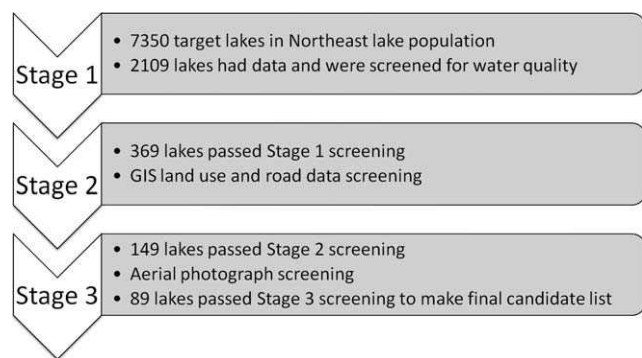 Stage 1
• 7350 target lakes in Northeast lake population
• 2109 lakes had data and were screened for water quality
Stage 2
• 369 lakes passed Stage 1 screening
• GIS land use and road data screening
Stage 3
• 149 lakes passed Stage 2 screening
• Aerial photograph screening
• 89 lakes passed Stage 3 screening to make final candidate list